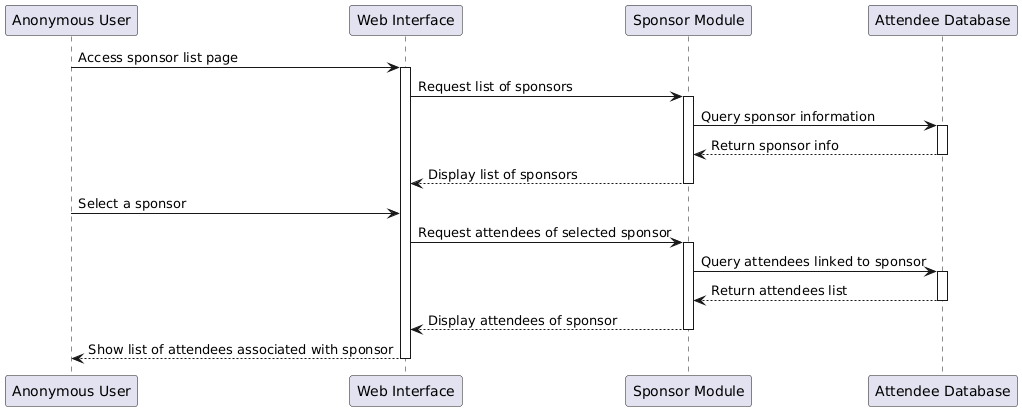 Anonymous User
Web Interface
Sponsor Module
Attendee Database
Access sponsor list page
Request list of sponsors
Query sponsor information
Return sponsor info
Display list of sponsors
Select a sponsor
Request attendees of selected sponsor
Query attendees linked to sponsor
Return attendees list
Display attendees of sponsor
Show list of attendees associated with sponsor
Anonymous User
Web Interface
Sponsor Module
Attendee Database